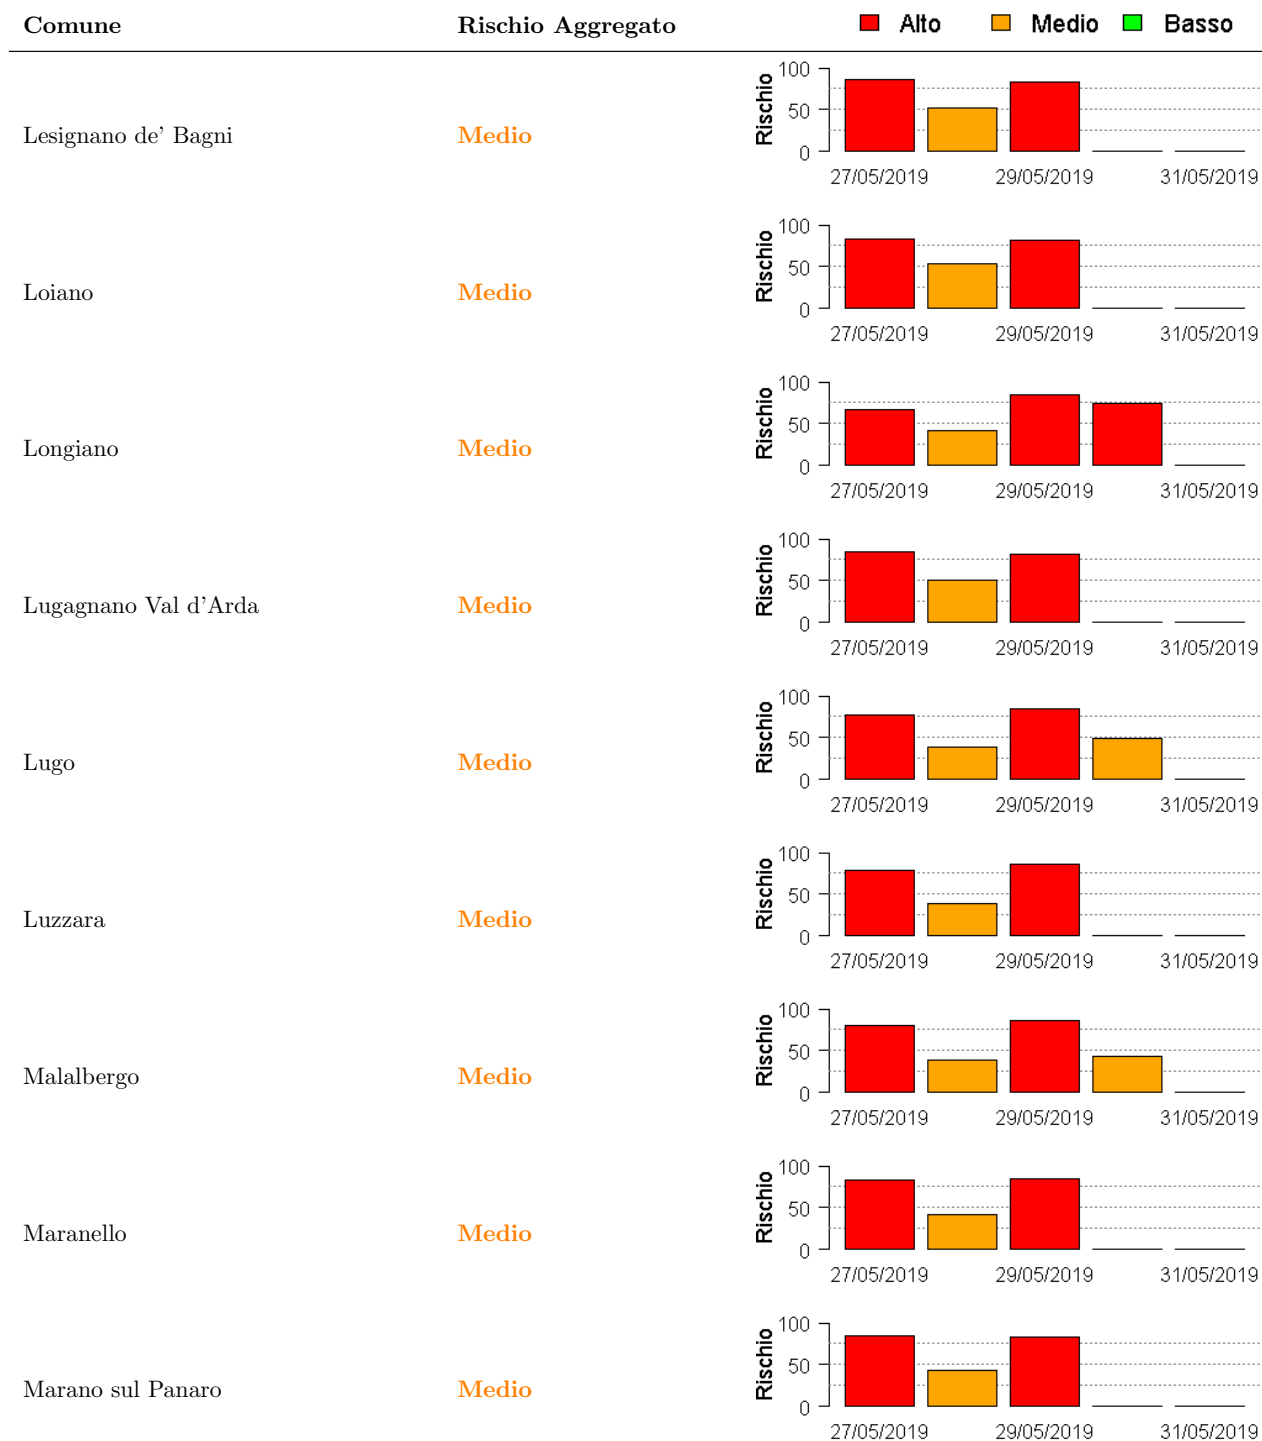 Comune Rischio Aggregato Alto Medio Basso
Lesignano de' Bagni Medio Rischio 100 50 0
27/05/2019 29/05/2019 31/05/2019
Loiano Medio Rischio 100 50 0
27/05/2019 29/05/2019 31/05/2019
Longiano Medio Rischio 100 50 0
27/05/2019 29/05/2019 31/05/2019
Lugagnano Val d'Arda Medio Rischio 100 50 0
27/05/2019 29/05/2019 31/05/2019
Lugo Medio Rischio 100 50 0
27/05/2019 29/05/2019 31/05/2019
Luzzara Medio Rischio 100 50 0
27/05/2019 29/05/2019 31/05/2019
Malalbergo Medio Rischio 100 50 0
27/05/2019 29/05/2019 31/05/2019
Maranello Medio Rischio 100 50 0
27/05/2019 29/05/2019 31/05/2019
Marano sul Panaro Medio Rischio 100 50 0
27/05/2019 29/05/2019 31/05/2019